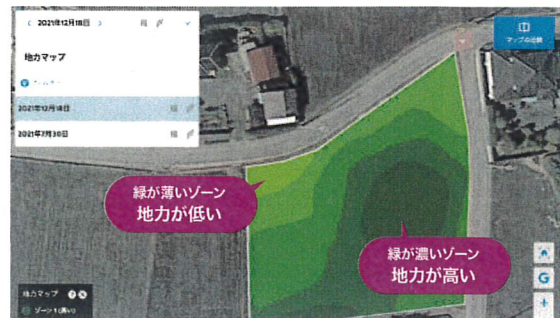 2021年12月18日
マップの比較
地力マップ
2021年12月18日
2021年7月30日
緑が薄いゾーン
地力が低い
緑が濃いゾーン
地力が高い
地力マップ
ゾーン1(高い)
G
+